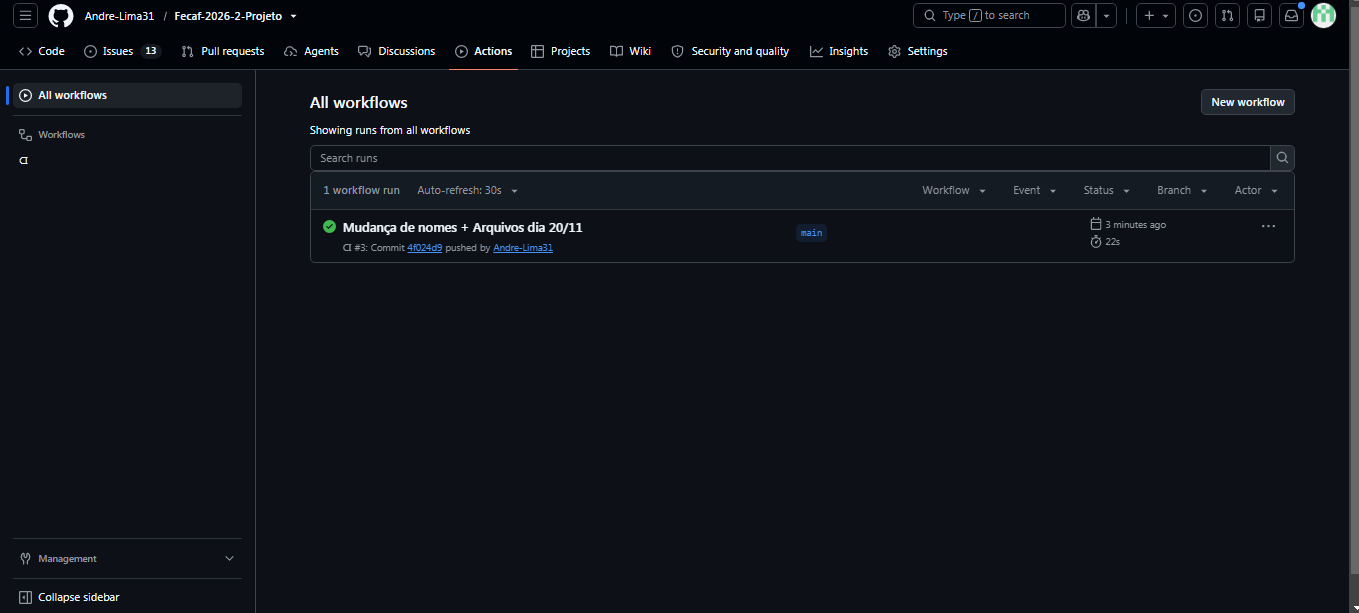 Andre-Lima31 / Fecaf-2026-2-Projeto
Type / to search
Code
Issues 13
Pull requests
Agents
Discussions
Actions
Projects
Wiki
Security and quality
Insights
Settings
All workflows
Workflows
CI
Management
Collapse sidebar
All workflows
New workflow
Showing runs from all workflows
Search runs
1 workflow run Auto-refresh: 30s Workflow Event Status Branch Actor
Mudança de nomes + Arquivos dia 20/11
CI #3: Commit 4f024d9 pushed by Andre-Lima31
main
3 minutes ago
22s